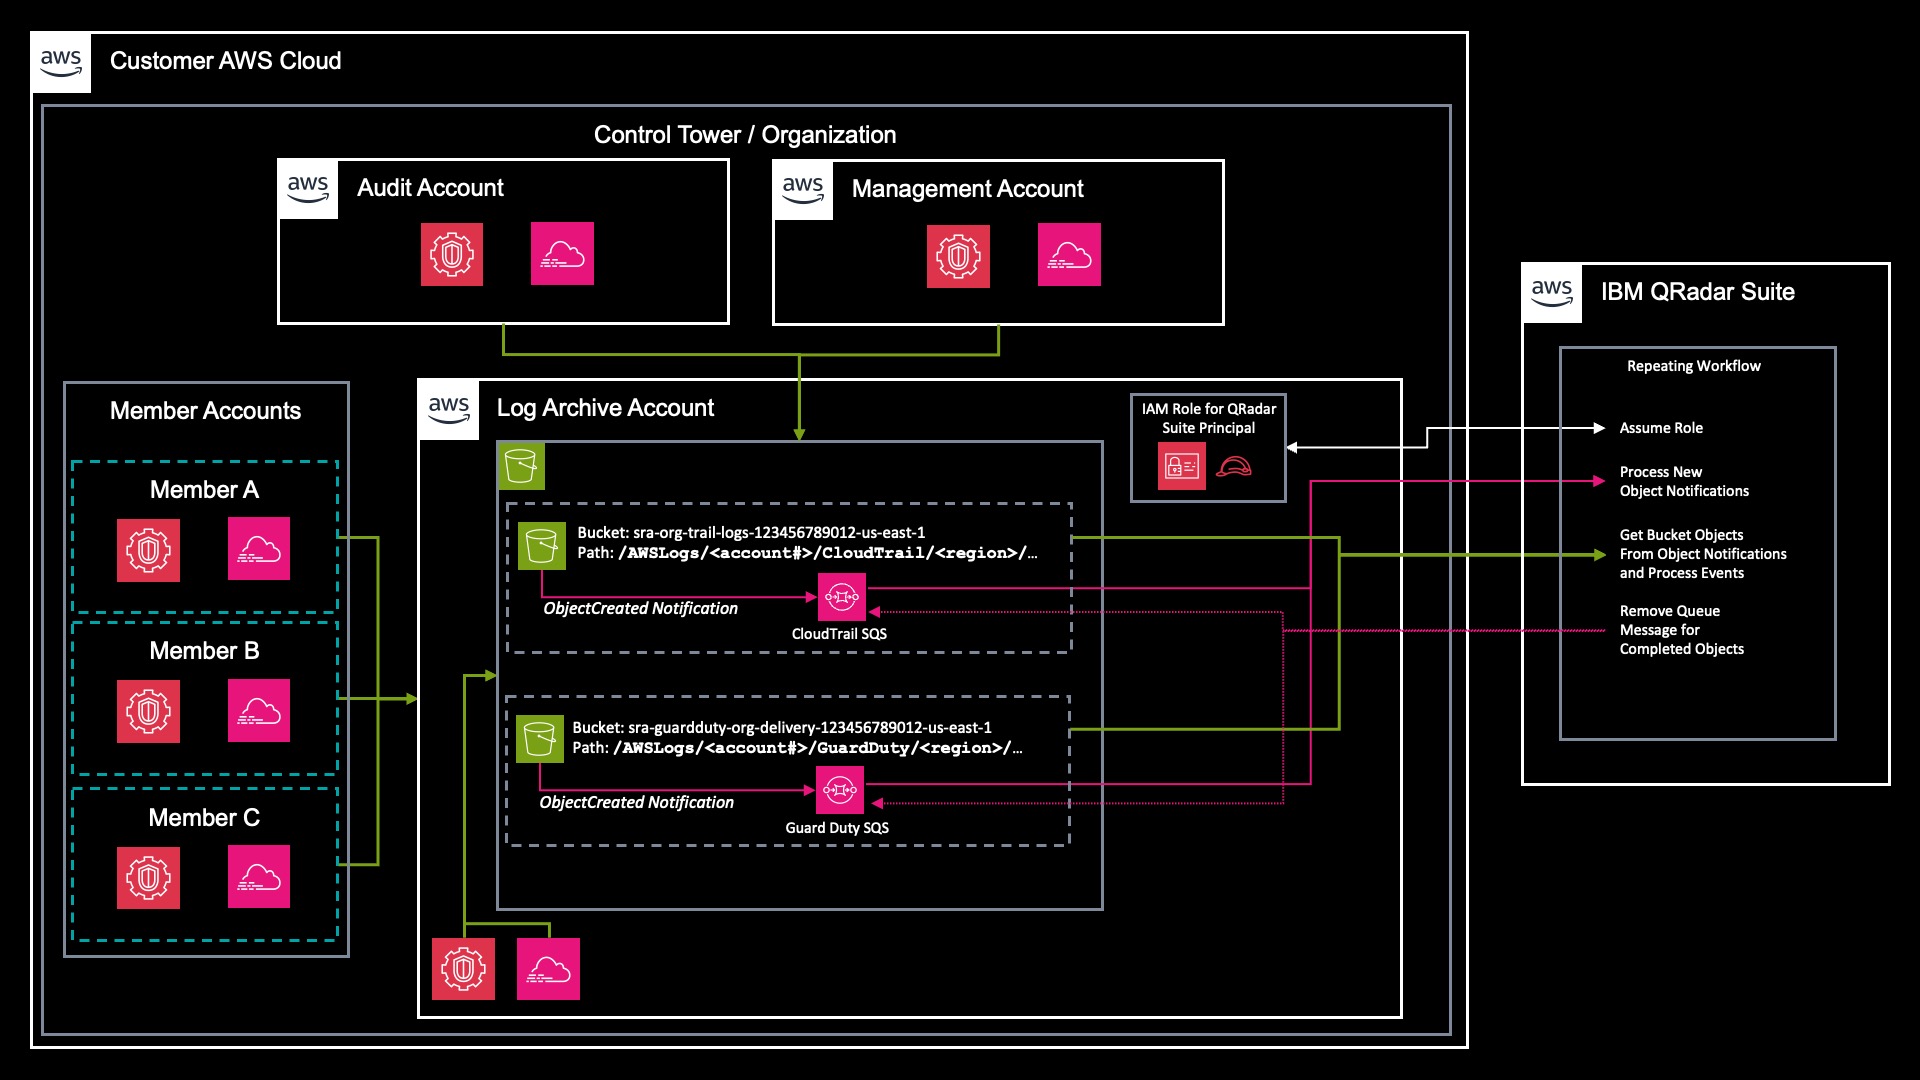 aws
Customer AWS Cloud
Control Tower / Organization
aws
Audit Account
aws
Management Account
aws
IBM QRadar Suite
Repeating Workflow
Assume Role
Process New
Object Notifications
Get Bucket Objects
From Object Notifications
and Process Events
Remove Queue
Message for
Completed Objects
Member Accounts
Member A
Member B
Member C
aws
Log Archive Account
IAM Role for QRadar
Suite Principal
Bucket: sra-org-trail-logs-123456789012-us-east-1
Path: /AWSLogs/<account#>/CloudTrail/<region>/...
ObjectCreated Notification
CloudTrail SQS
Bucket: sra-guardduty-org-delivery-123456789012-us-east-1
Path: /AWSLogs/<account#>/GuardDuty/<region>/...
ObjectCreated Notification
Guard Duty SQS